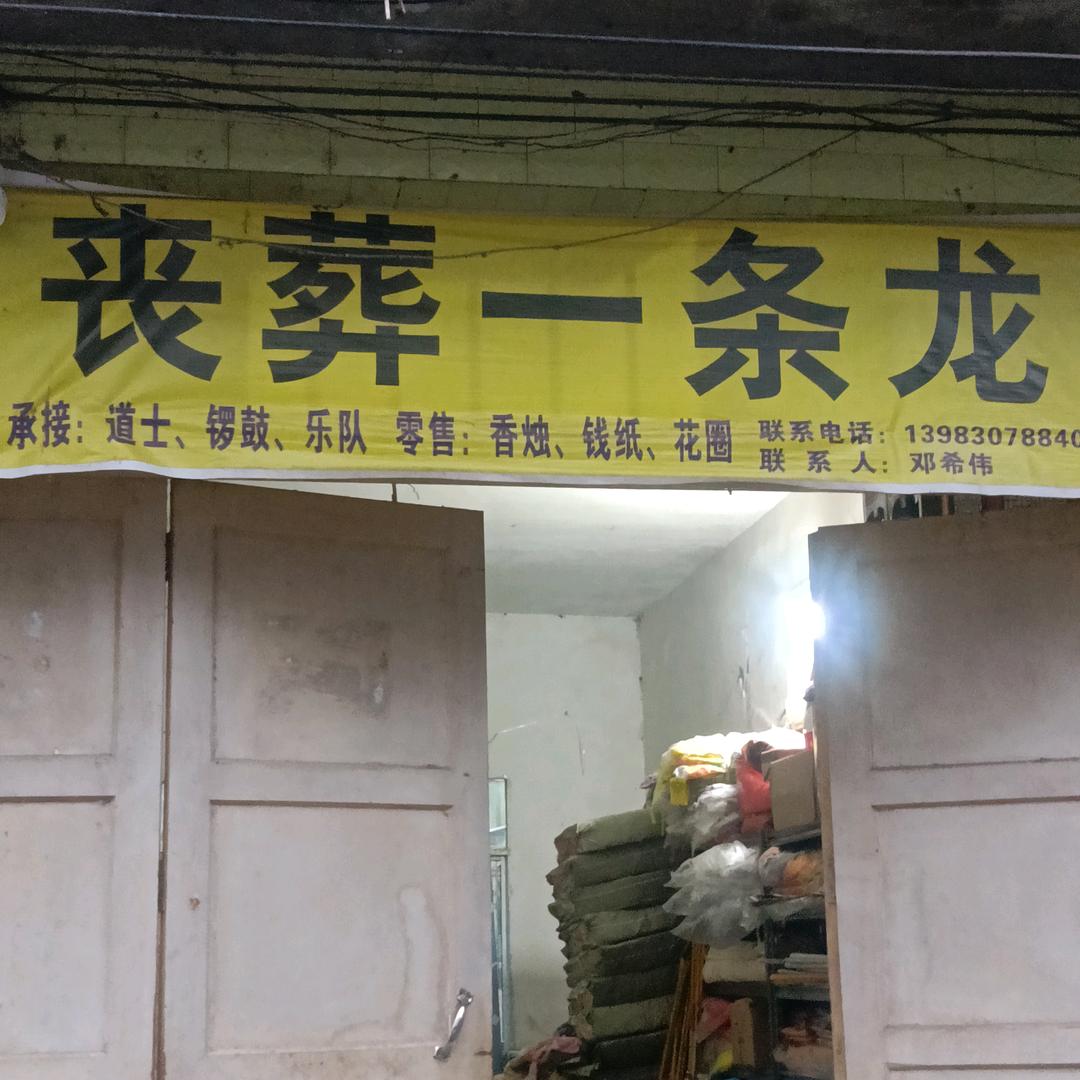 丧葬一条龙
承接：道士、锣鼓、乐队 零售：香烛、钱纸、花圈
联系电话：13983078840
联系人：邓希伟